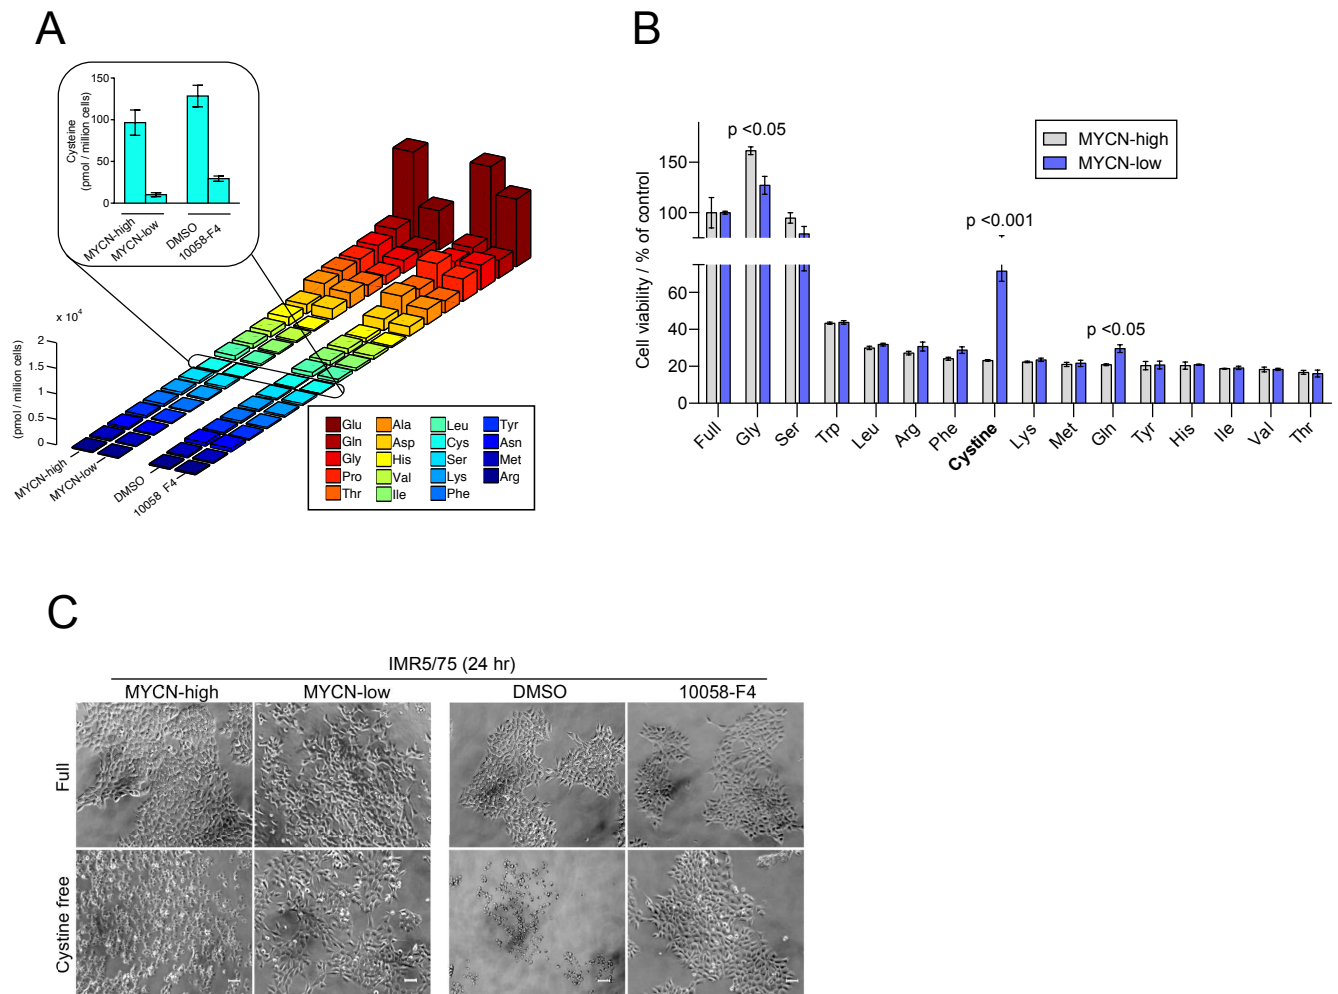 A
150
100
50
0
Cysteine
(pmol / million cells)
MYCN-high
MYCN-low
DMSO
10058-F4
x 10^4
2
1.5
1
0.5
0
(pmol / million cells)
MYCN-high
MYCN-low
DMSO
10058 F4
Glu Ala Leu Tyr
Gln Asp Cys Asn
Gly His Ser Met
Pro Val Lys Arg
Thr Ile Phe
B
MYCN-high
MYCN-low
p <0.05
p <0.001
p <0.05
Cell viability / % of control
150
100
60
40
20
0
Full Gly Ser Trp Leu Arg Phe Cystine Lys Met Gln Tyr His Ile Val Thr
C
IMR5/75 (24 hr)
MYCN-high MYCN-low DMSO 10058-F4
Full
Cystine free